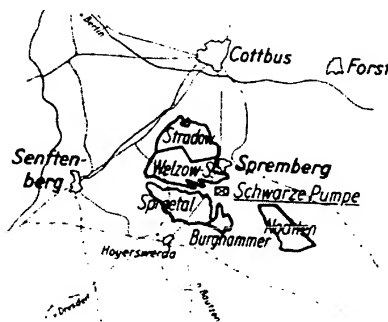 Berlin
Cottbus
Forst
Stradow
Senften-
berg
Welzow-S.
Spremberg
Schwarze Pumpe
Spreetal
Burghammer
Nochten
Hoyerswerda
Dresden
Bautzen